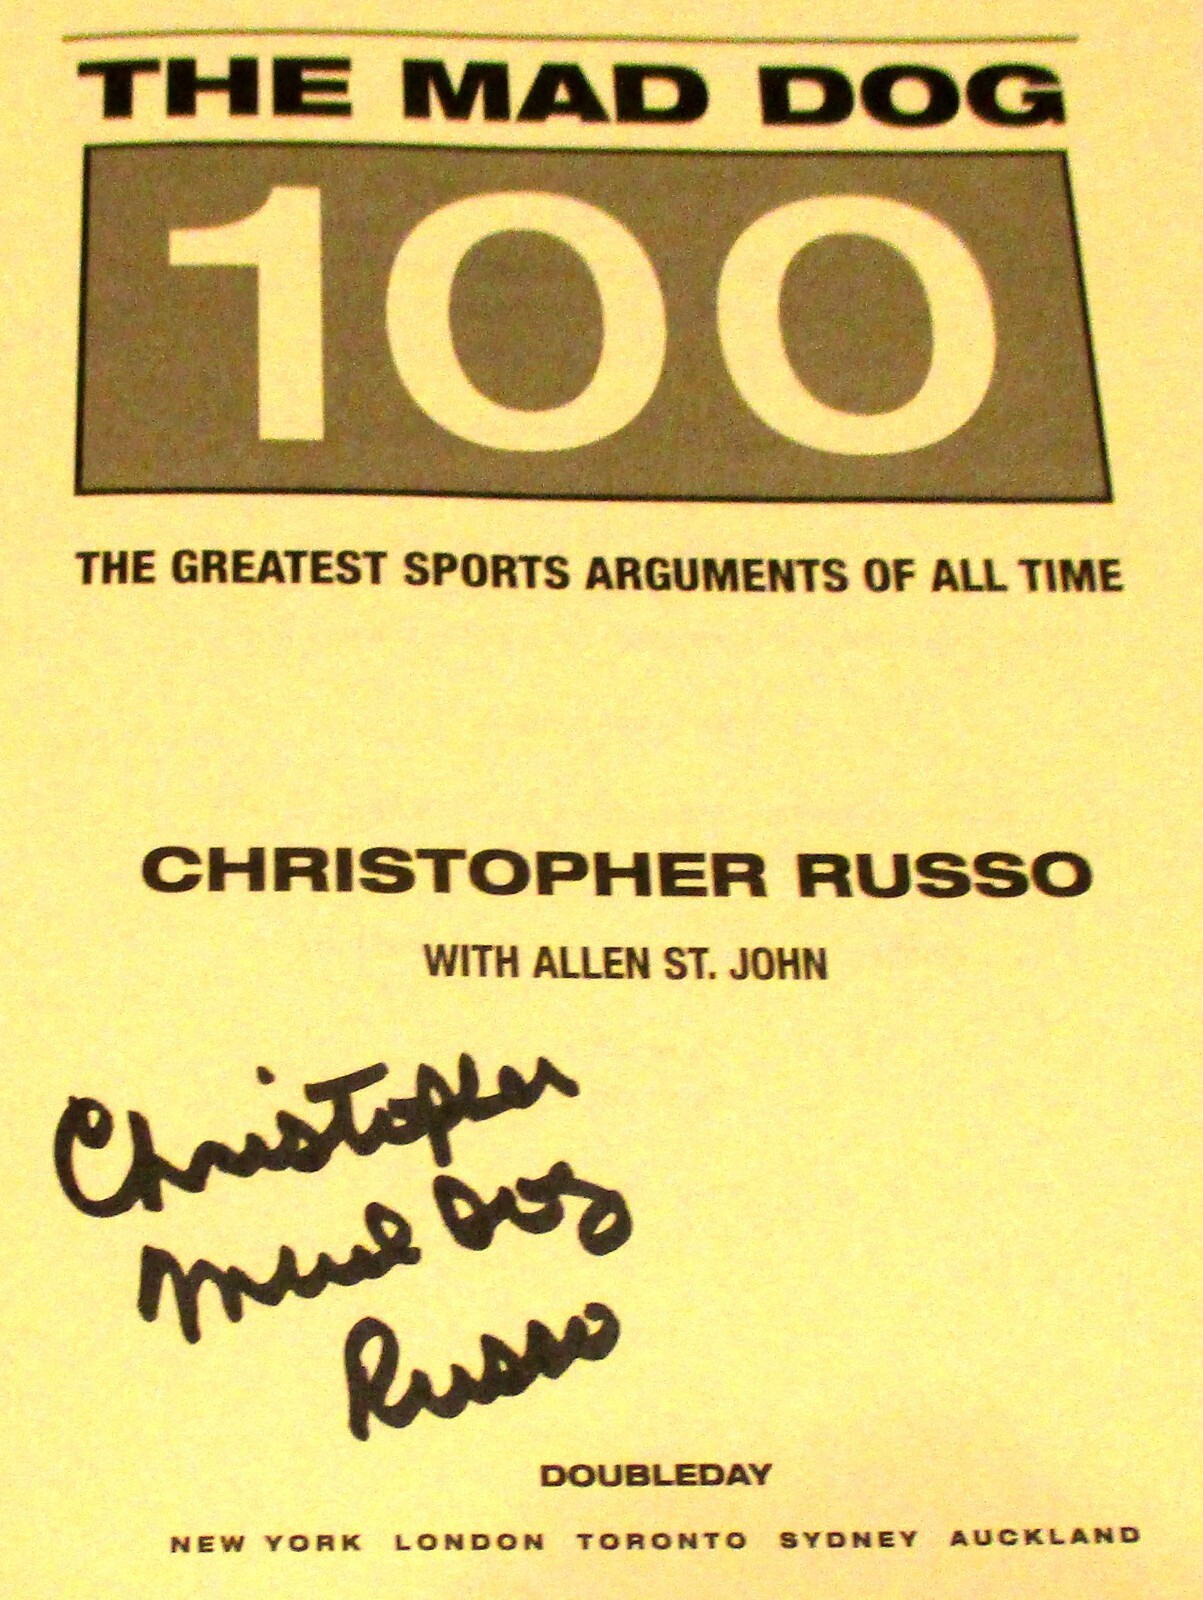 THE MAD DOG
100
THE GREATEST SPORTS ARGUMENTS OF ALL TIME
CHRISTOPHER RUSSO
WITH ALLEN ST. JOHN
Christopher
Mad Dog
Russo
DOUBLEDAY
NEW YORK LONDON TORONTO SYDNEY AUCKLAND